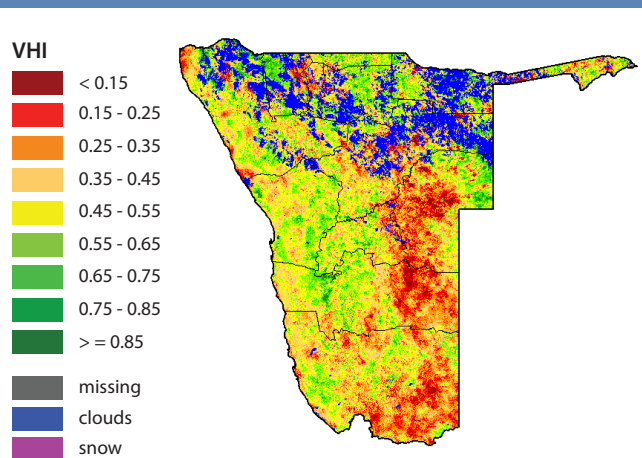 VHI
< 0.15
0.15 - 0.25
0.25 - 0.35
0.35 - 0.45
0.45 - 0.55
0.55 - 0.65
0.65 - 0.75
0.75 - 0.85
> = 0.85
missing
clouds
snow